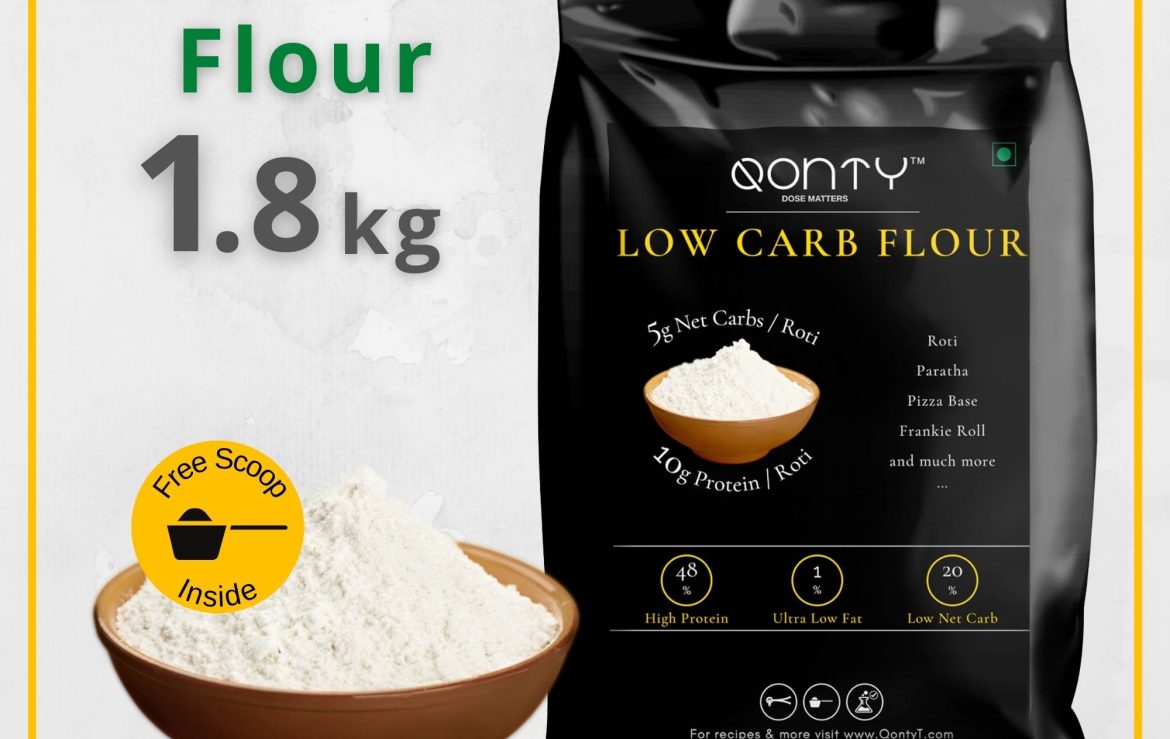 Flour
1.8 kg
Free Scoop
Inside
QONTY™
DOSE MATTERS
LOW CARB FLOUR
5g Net Carbs / Roti
10g Protein / Roti
Roti
Paratha
Pizza Base
Frankie Roll
and much more
...
48
%
High Protein
1
%
Ultra Low Fat
20
%
Low Net Carb
For recipes & more visit www.QontyT.com